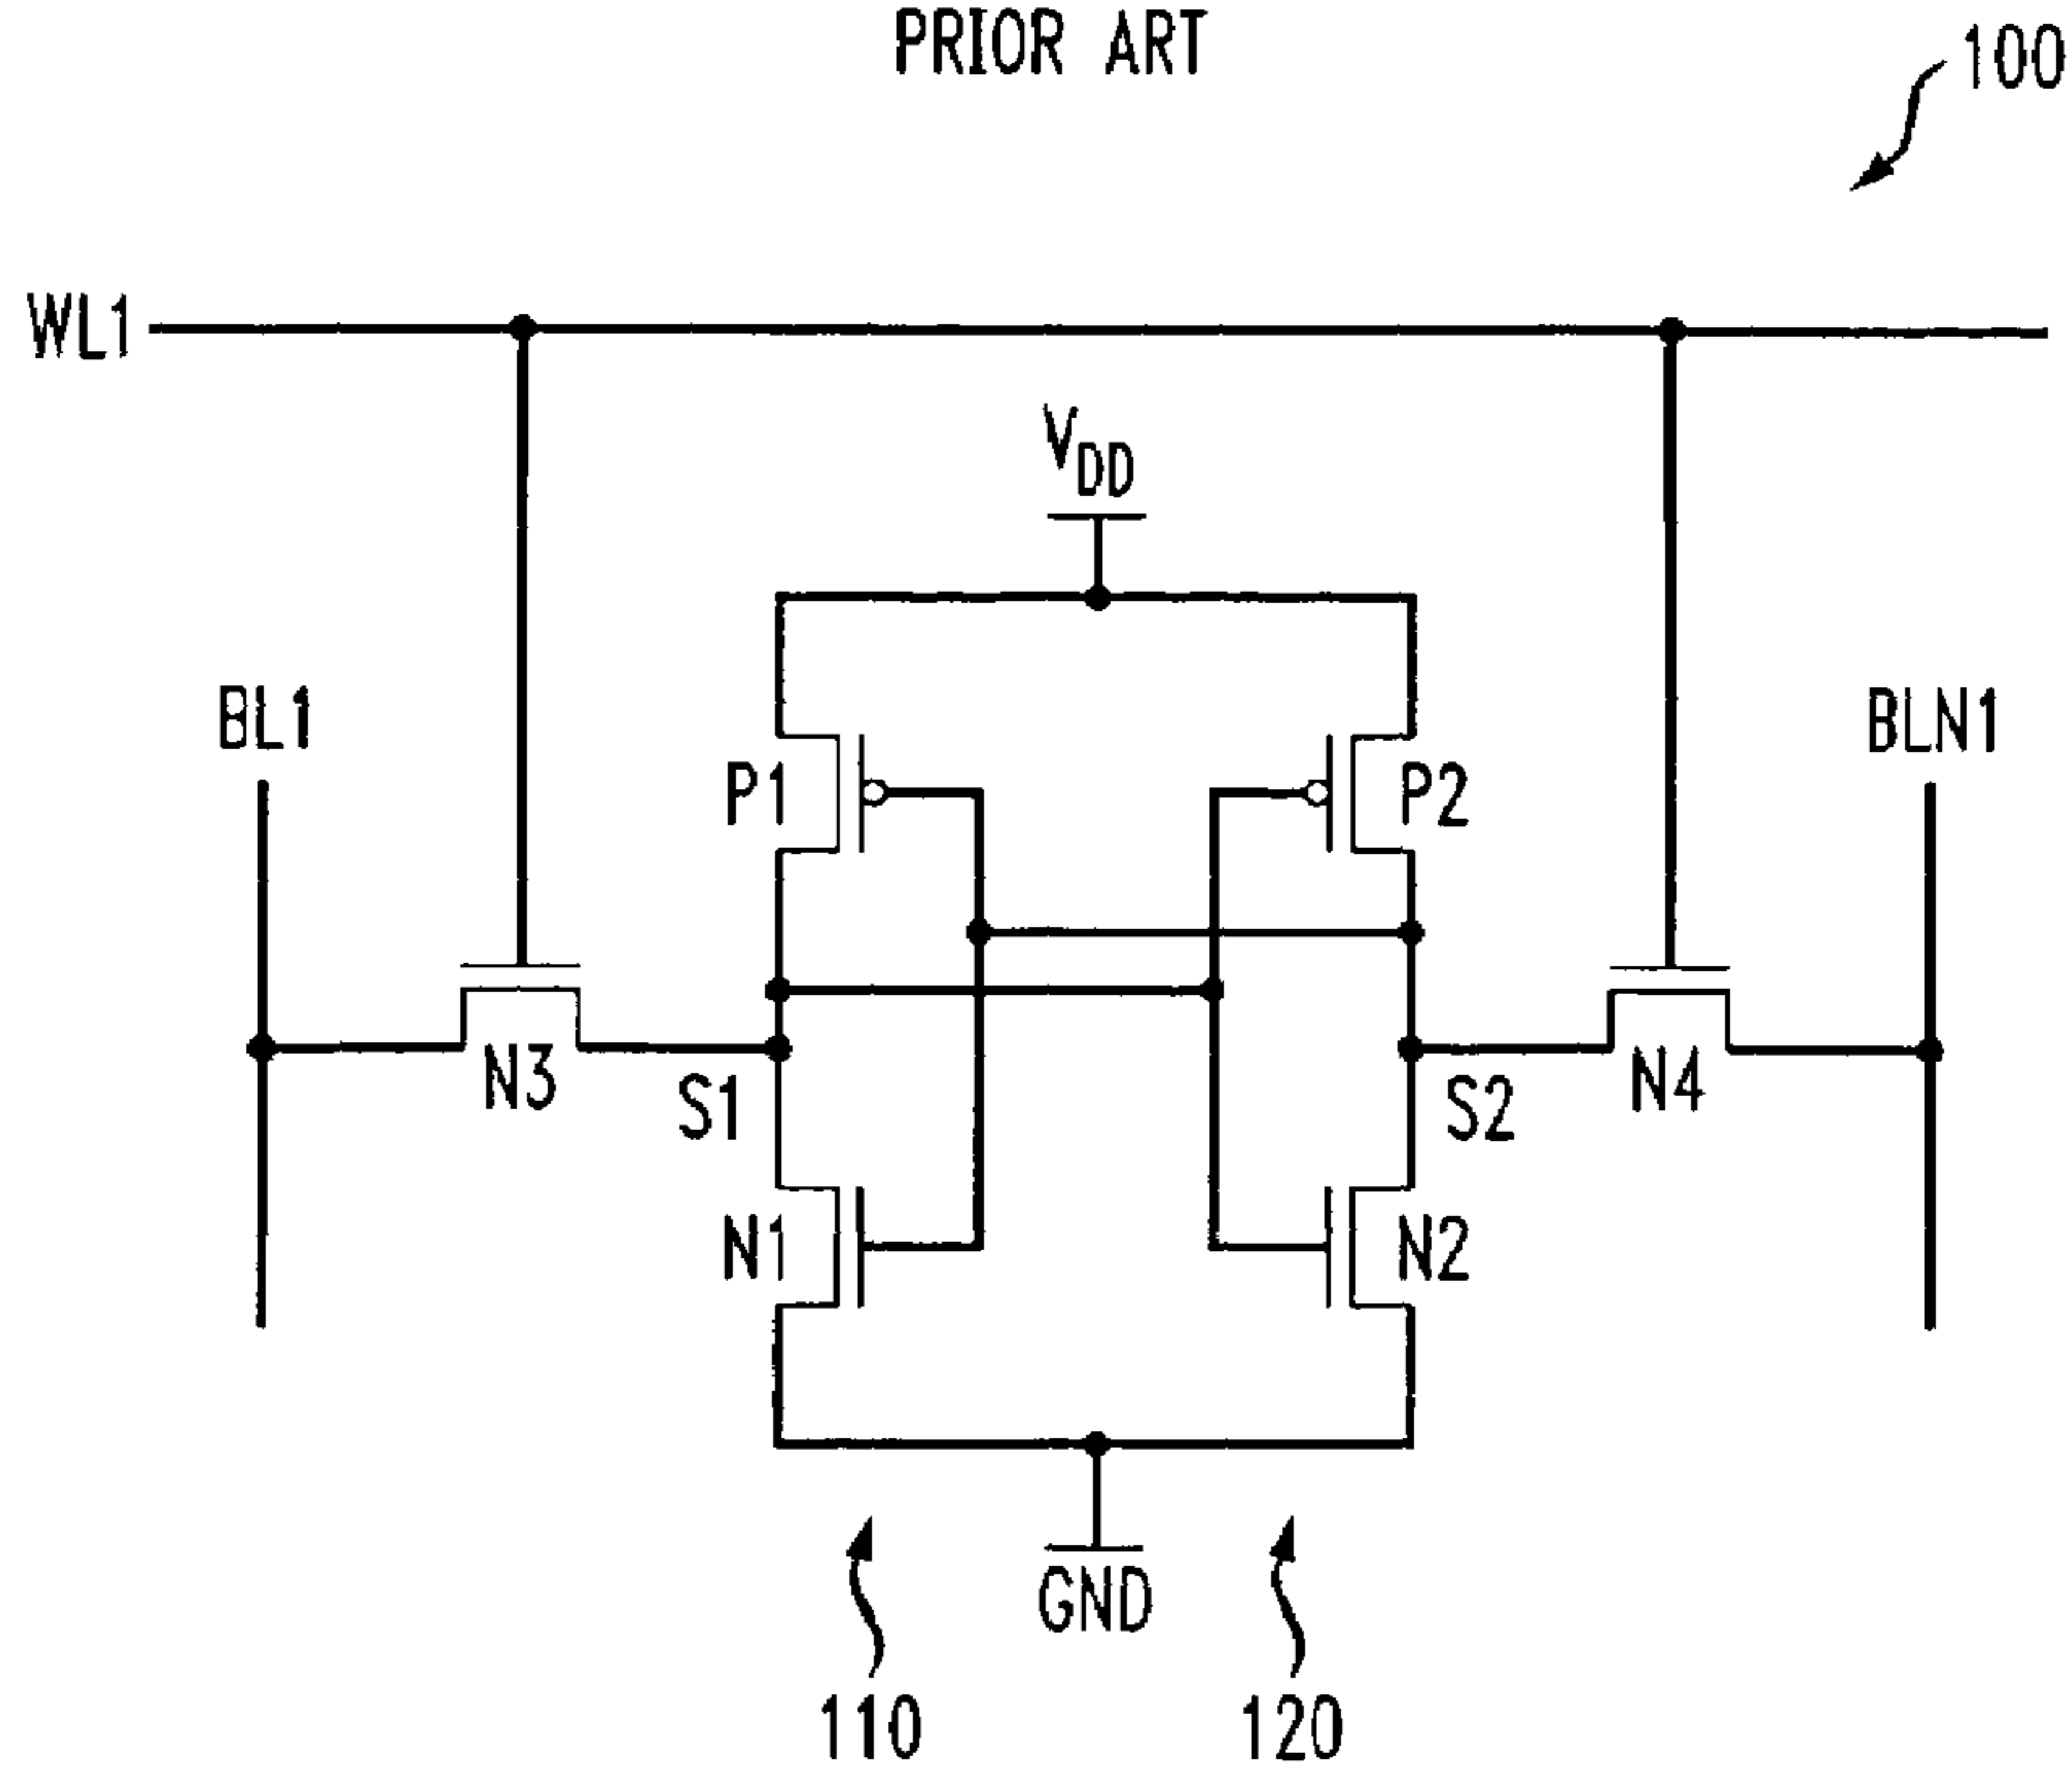 PRIOR ART
100
WL1
VDD
BL1
BLN1
P1
P2
N3
S1
S2
N4
N1
N2
GND
110
120